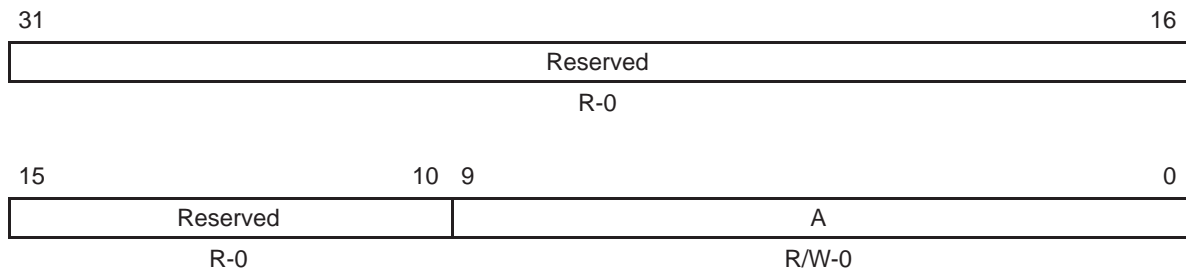 31 16
Reserved
R-0
15 10 9 0
Reserved A
R-0 R/W-0